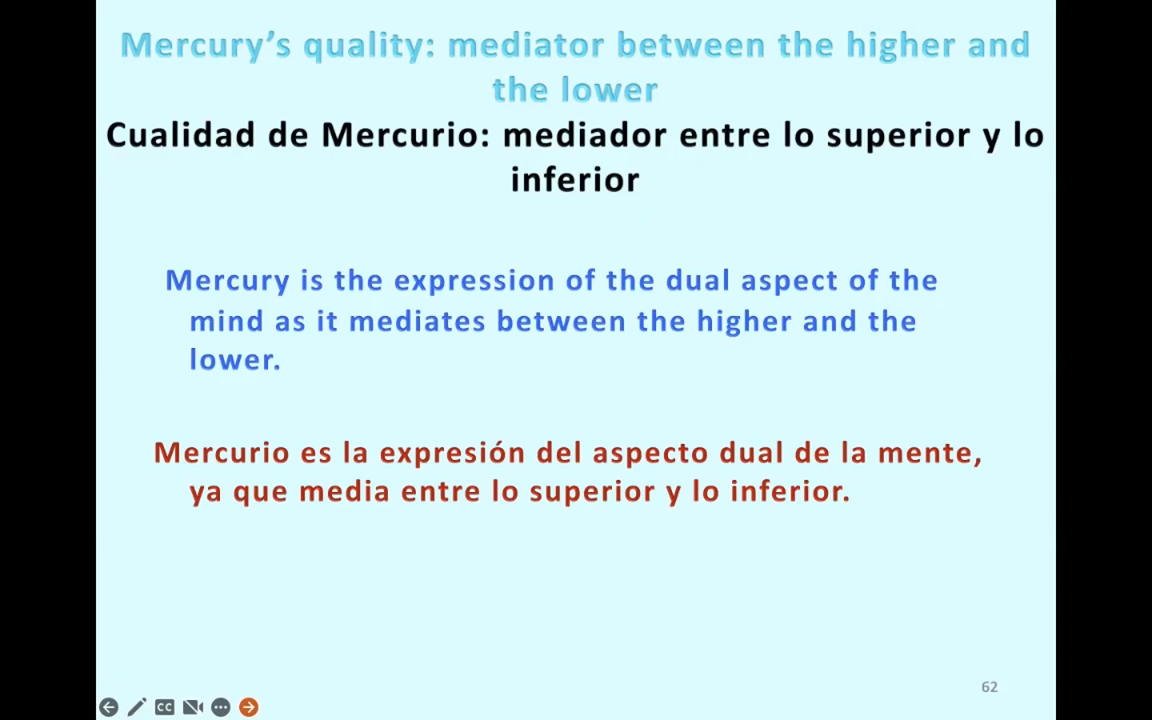 Mercury’s quality: mediator between the higher and
the lower
Cualidad de Mercurio: mediador entre lo superior y lo
inferior
Mercury is the expression of the dual aspect of the
mind as it mediates between the higher and the
lower.
Mercurio es la expresión del aspecto dual de la mente,
ya que media entre lo superior y lo inferior.
62
CC